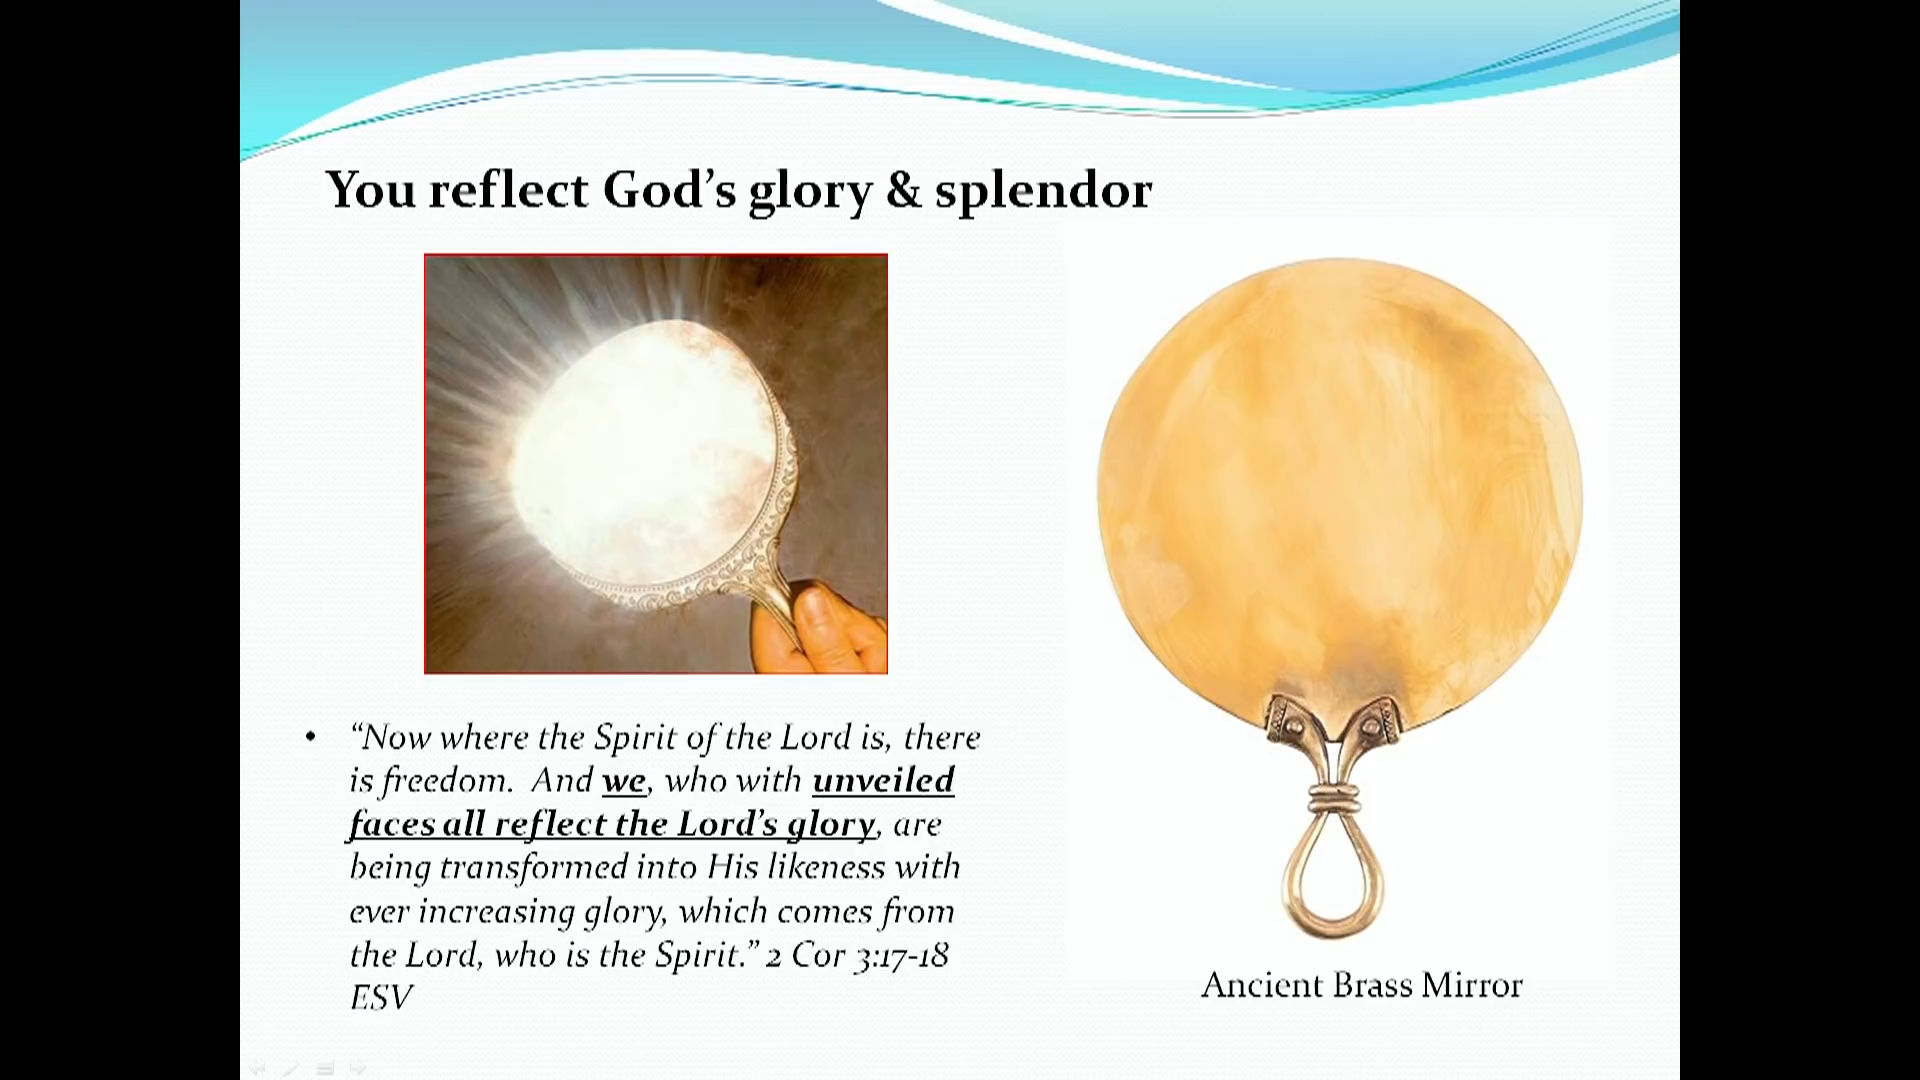 You reflect God’s glory & splendor
• “Now where the Spirit of the Lord is, there
is freedom.  And we, who with unveiled
faces all reflect the Lord’s glory, are
being transformed into His likeness with
ever increasing glory, which comes from
the Lord, who is the Spirit.” 2 Cor 3:17-18
ESV
Ancient Brass Mirror